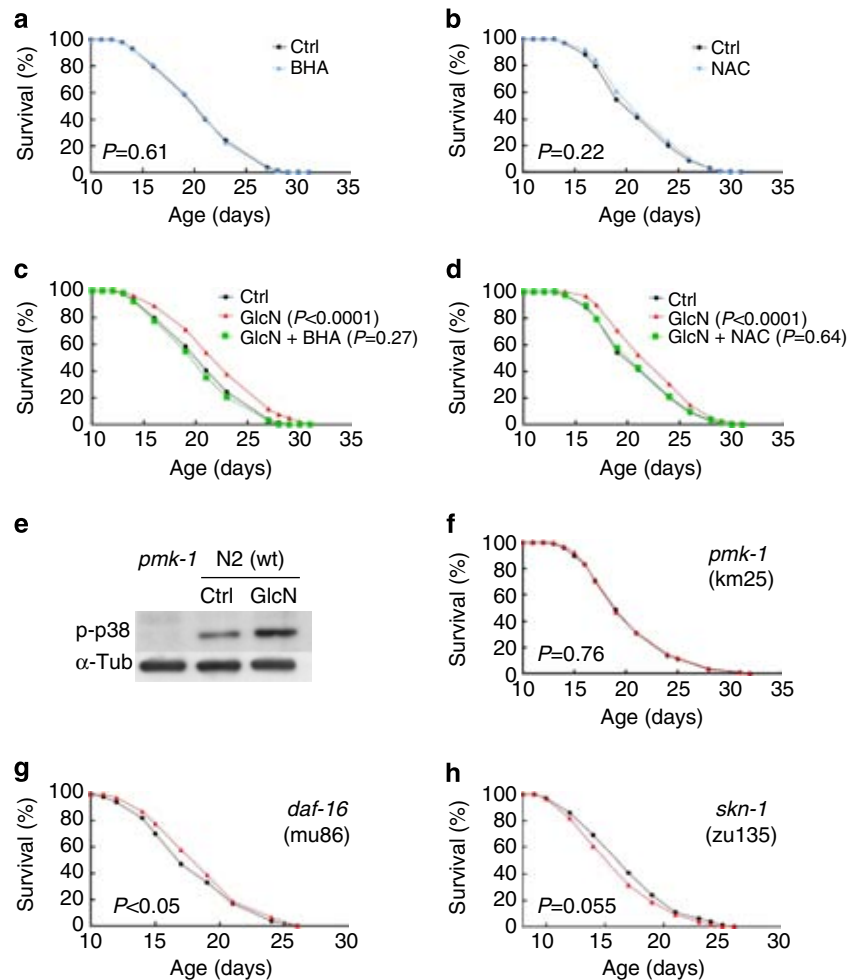 a
100
80
60
40
20
0
Survival (%)
Ctrl
BHA
P=0.61
10 15 20 25 30 35
Age (days)
b
100
80
60
40
20
0
Survival (%)
Ctrl
NAC
P=0.22
10 15 20 25 30 35
Age (days)
c
100
80
60
40
20
0
Survival (%)
Ctrl
GlcN (P<0.0001)
GlcN + BHA (P=0.27)
10 15 20 25 30 35
Age (days)
d
100
80
60
40
20
0
Survival (%)
Ctrl
GlcN (P<0.0001)
GlcN + NAC (P=0.64)
10 15 20 25 30 35
Age (days)
e
pmk-1 N2 (wt)
Ctrl GlcN
p-p38
α-Tub
f
100
80
60
40
20
0
Survival (%)
pmk-1
(km25)
P=0.76
10 15 20 25 30 35
Age (days)
g
100
80
60
40
20
0
Survival (%)
daf-16
(mu86)
P<0.05
10 15 20 25 30
Age (days)
h
100
80
60
40
20
0
Survival (%)
skn-1
(zu135)
P=0.055
10 15 20 25 30
Age (days)